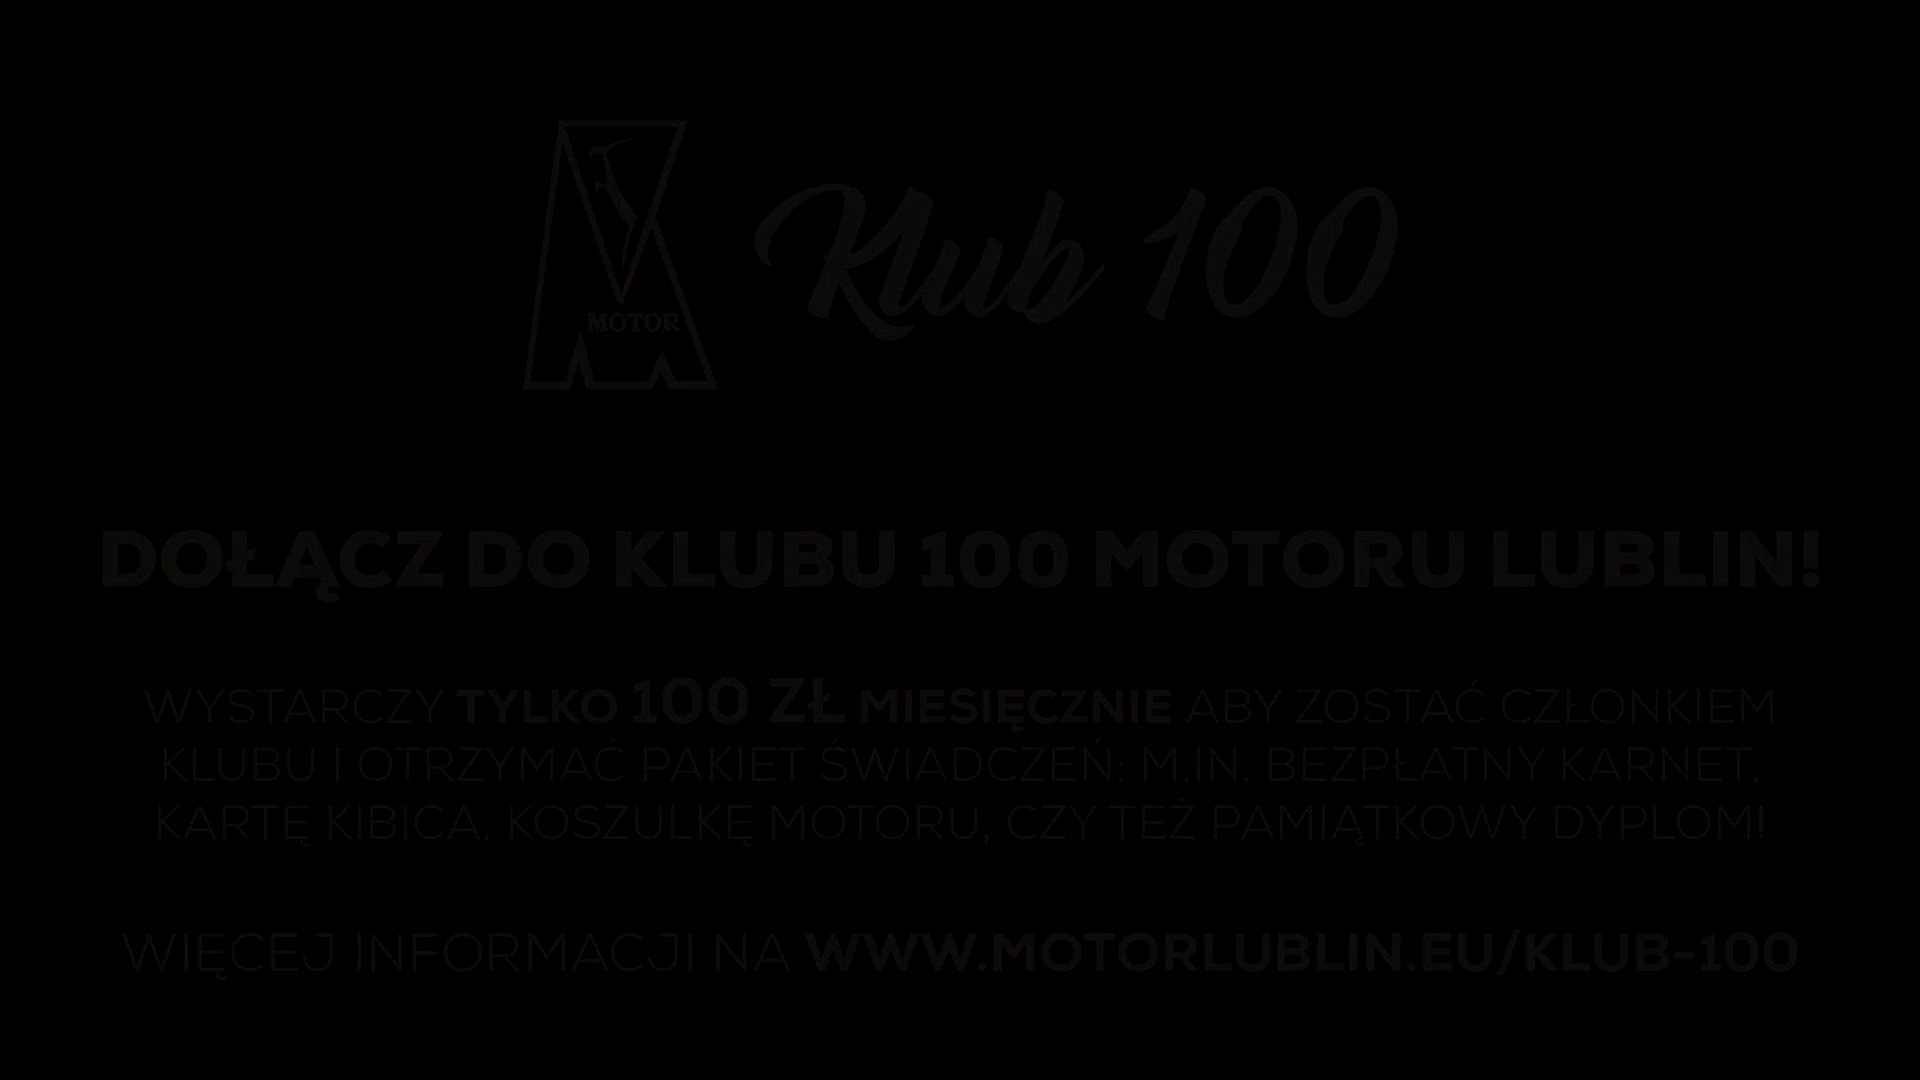 MOTOR
Klub 100
DOŁĄCZ DO KLUBU 100 MOTORU LUBLIN!
WYSTARCZY TYLKO 100 ZŁ MIESIĘCZNIE ABY ZOSTAĆ CZŁONKIEM
KLUBU I OTRZYMAĆ PAKIET ŚWIADCZEŃ: M.IN. BEZPŁATNY KARNET,
KARTĘ KIBICA, KOSZULKĘ MOTORU, CZY TEŻ PAMIĄTKOWY DYPLOM!
WIĘCEJ INFORMACJI NA WWW.MOTORLUBLIN.EU/KLUB-100